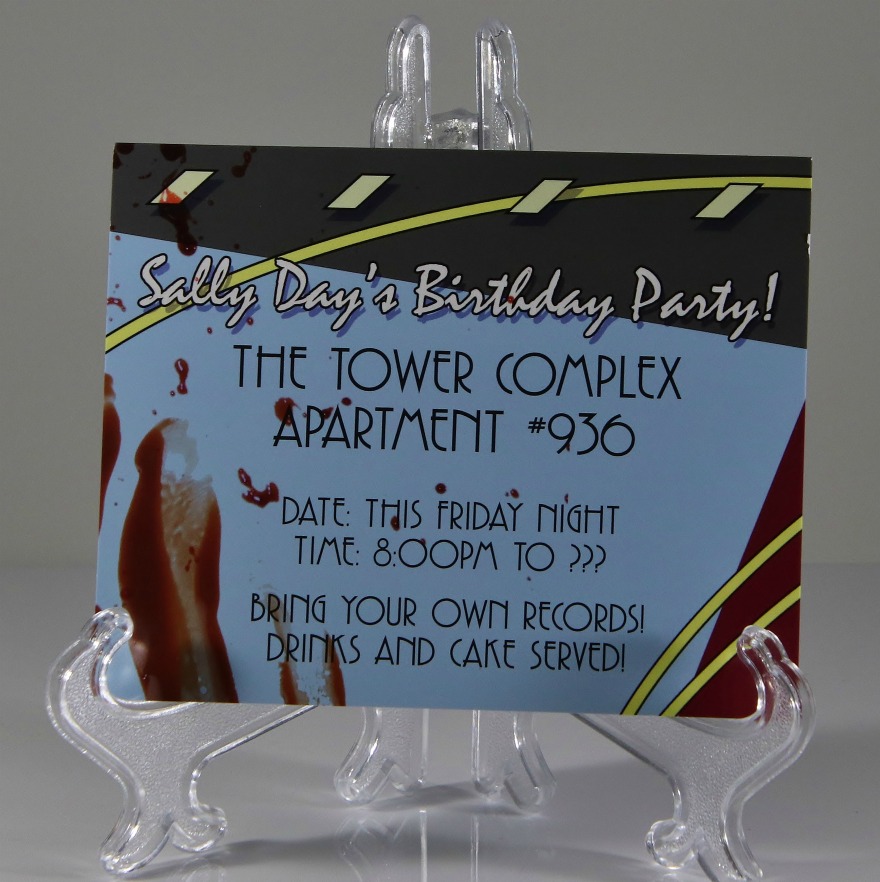 Sally Day's Birthday Party!
THE TOWER COMPLEX
APARTMENT #936
DATE: THIS FRIDAY NIGHT
TIME: 8:00PM TO ???
BRING YOUR OWN RECORDS!
DRINKS AND CAKE SERVED!